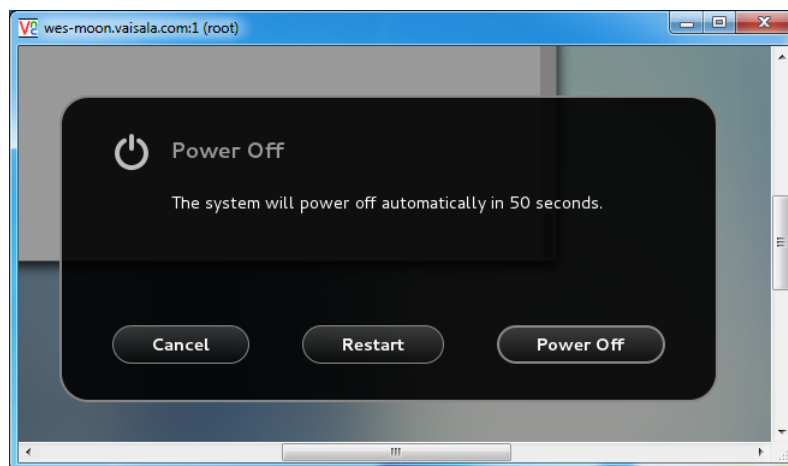 wes-moon.vaisala.com:1 (root)
Power Off
The system will power off automatically in 50 seconds.
Cancel
Restart
Power Off